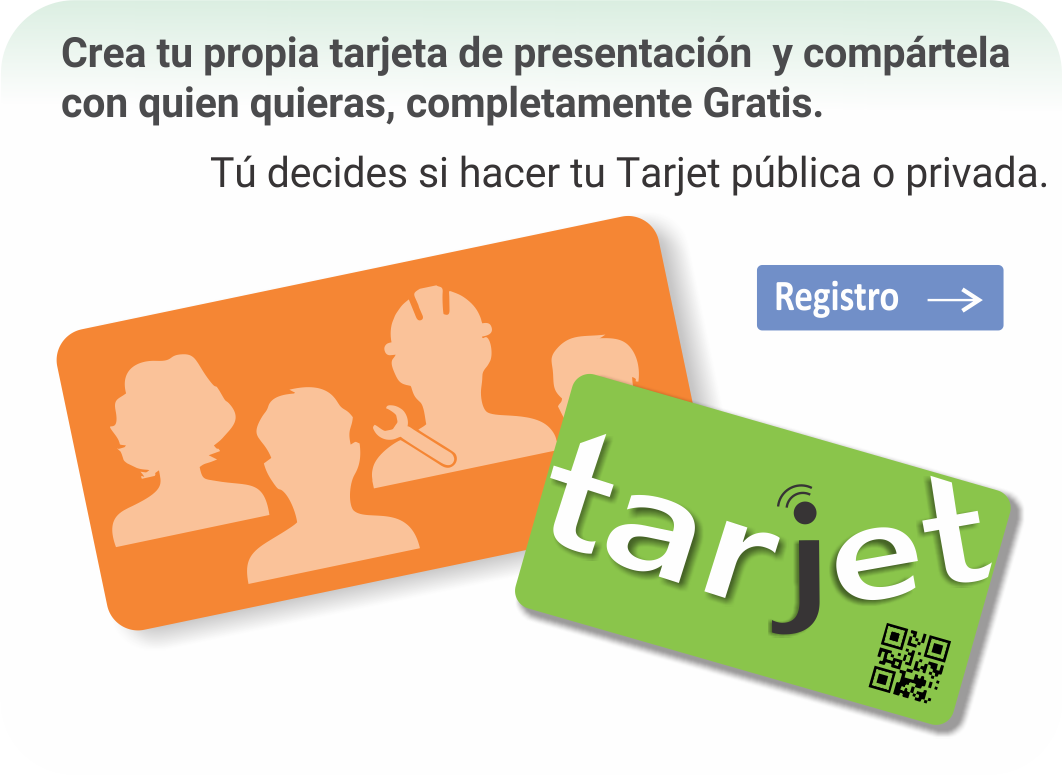 Crea tu propia tarjeta de presentación y compártela
con quien quieras, completamente Gratis.
Tú decides si hacer tu Tarjet pública o privada.
Registro
tarjet